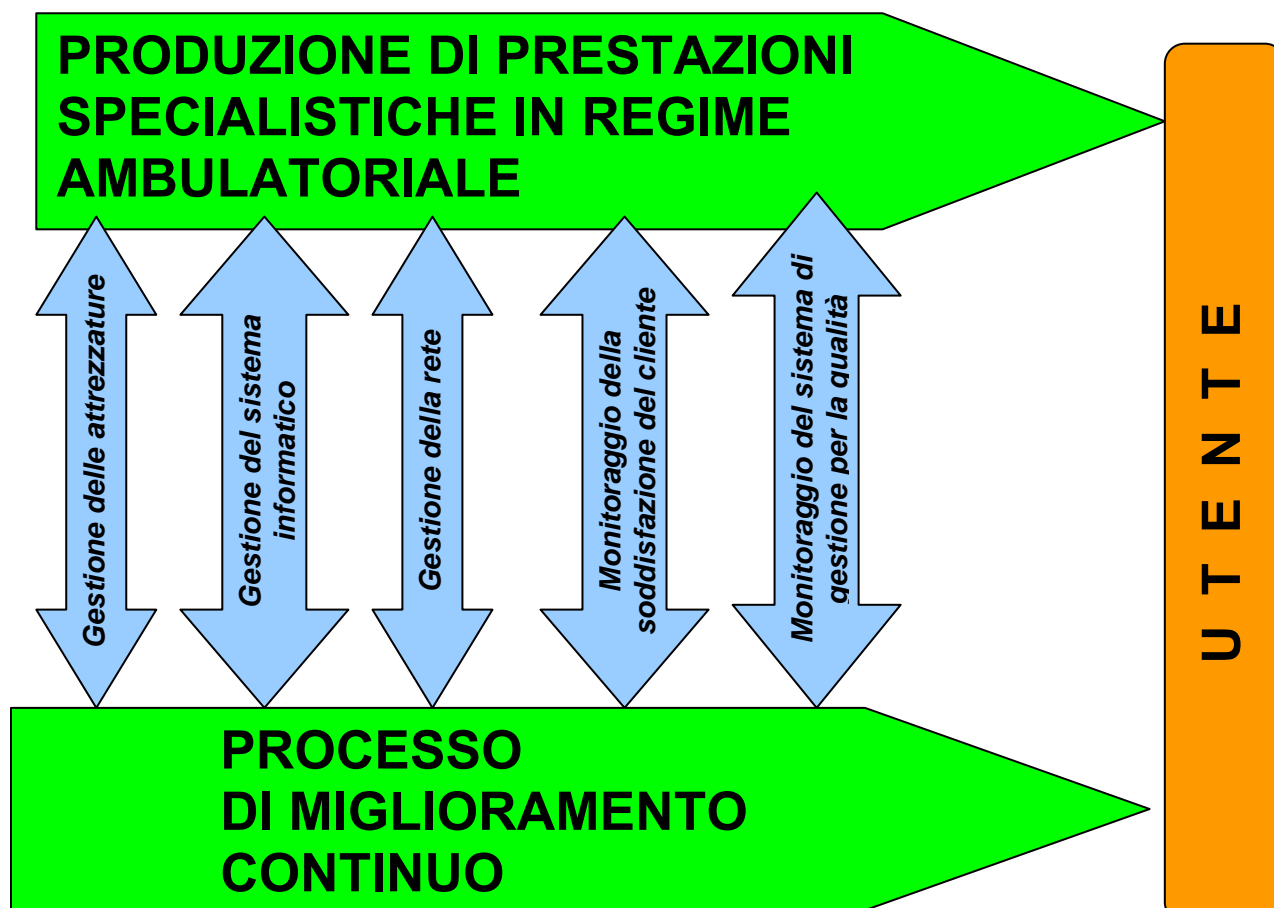 PRODUZIONE DI PRESTAZIONI
SPECIALISTICHE IN REGIME
AMBULATORIALE
Gestione delle attrezzature
Gestione del sistema
informatico
Gestione della rete
Monitoraggio della
soddisfazione del cliente
Monitoraggio del sistema di
gestione per la qualità
U T E N T E
PROCESSO
DI MIGLIORAMENTO
CONTINUO